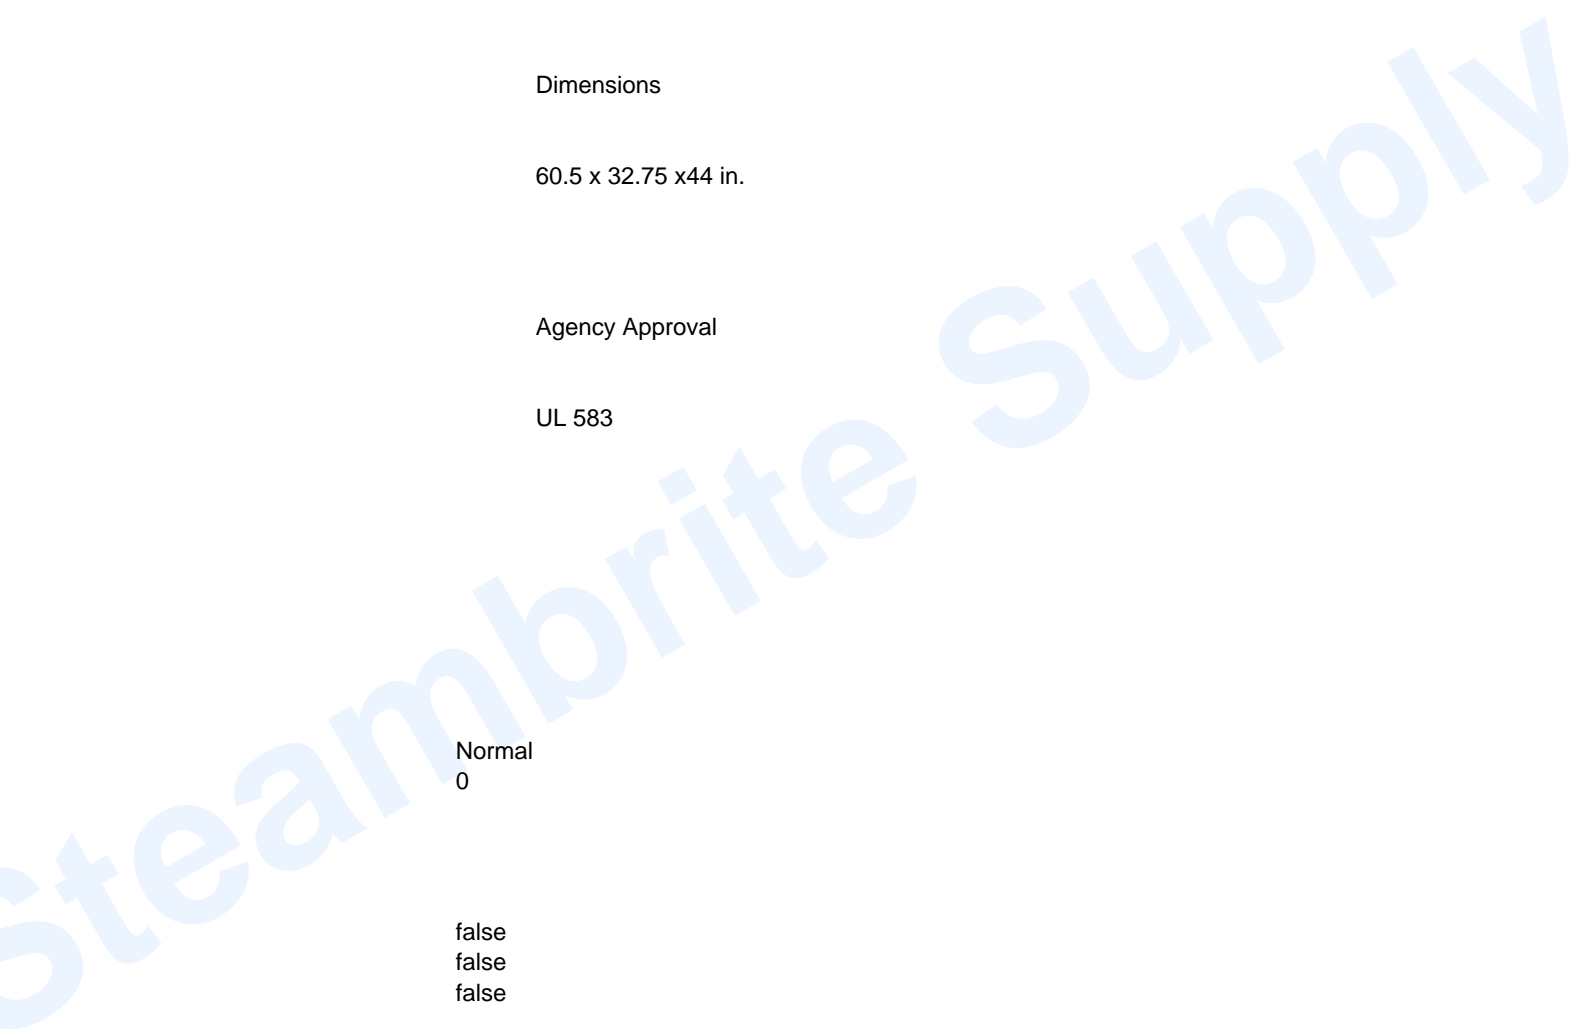 Dimensions
60.5 x 32.75 x44 in.
Agency Approval
UL 583
Normal
0
false
false
false
Steambrite Supply